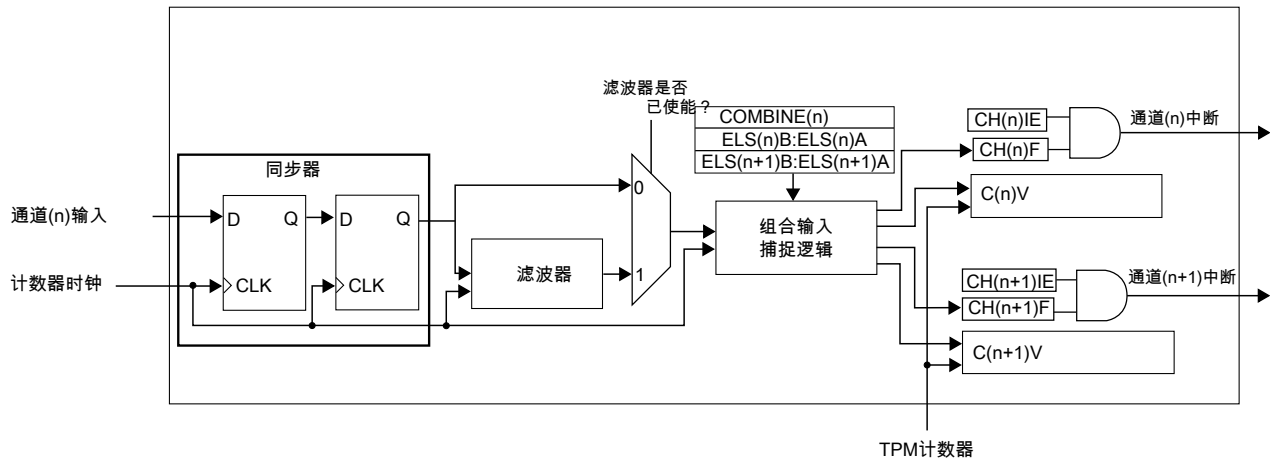 滤波器是否
已使能？
COMBINE(n)
ELS(n)B:ELS(n)A
ELS(n+1)B:ELS(n+1)A
CH(n)IE
CH(n)F
通道(n)中断
同步器
通道(n)输入
D Q
D Q
0
C(n)V
组合输入
捕捉逻辑
滤波器
1
计数器时钟
CLK
CLK
CH(n+1)IE
CH(n+1)F
通道(n+1)中断
C(n+1)V
TPM计数器